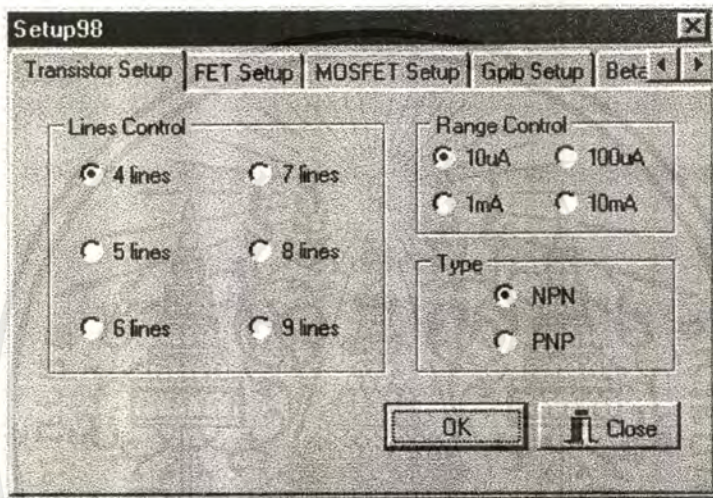 Setup98
Transistor Setup FET Setup MOSFET Setup Gpib Setup Beta
Lines Control
4 lines 7 lines
5 lines 8 lines
6 lines 9 lines
Range Control
10uA 100uA
1mA 10mA
Type
NPN
PNP
OK Close